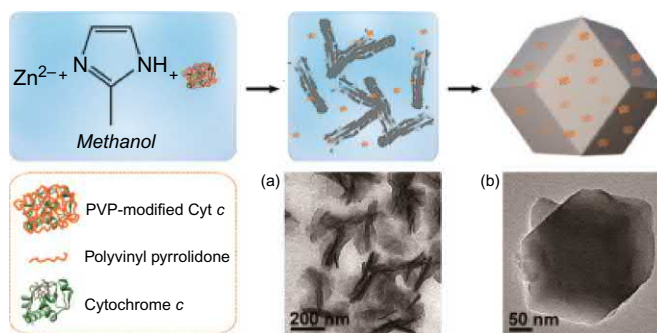 Zn2–+
N
NH
+
Methanol
(a)
(b)
PVP-modified Cyt c
Polyvinyl pyrrolidone
Cytochrome c
200 nm
50 nm